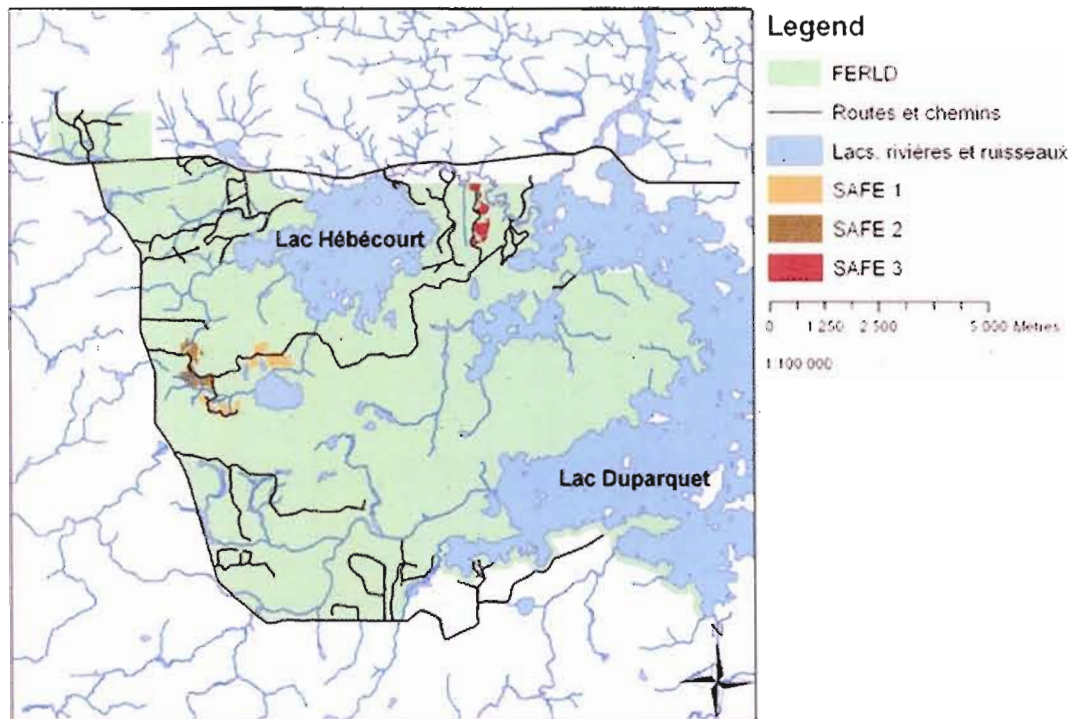 Legend
FERLD
Routes et chemins
Lacs, rivières et ruisseaux
SAFE 1
SAFE 2
SAFE 3
0 1 250 2 500 5 000 Mètres
1:100 000
Lac Hébécourt
Lac Duparquet
N